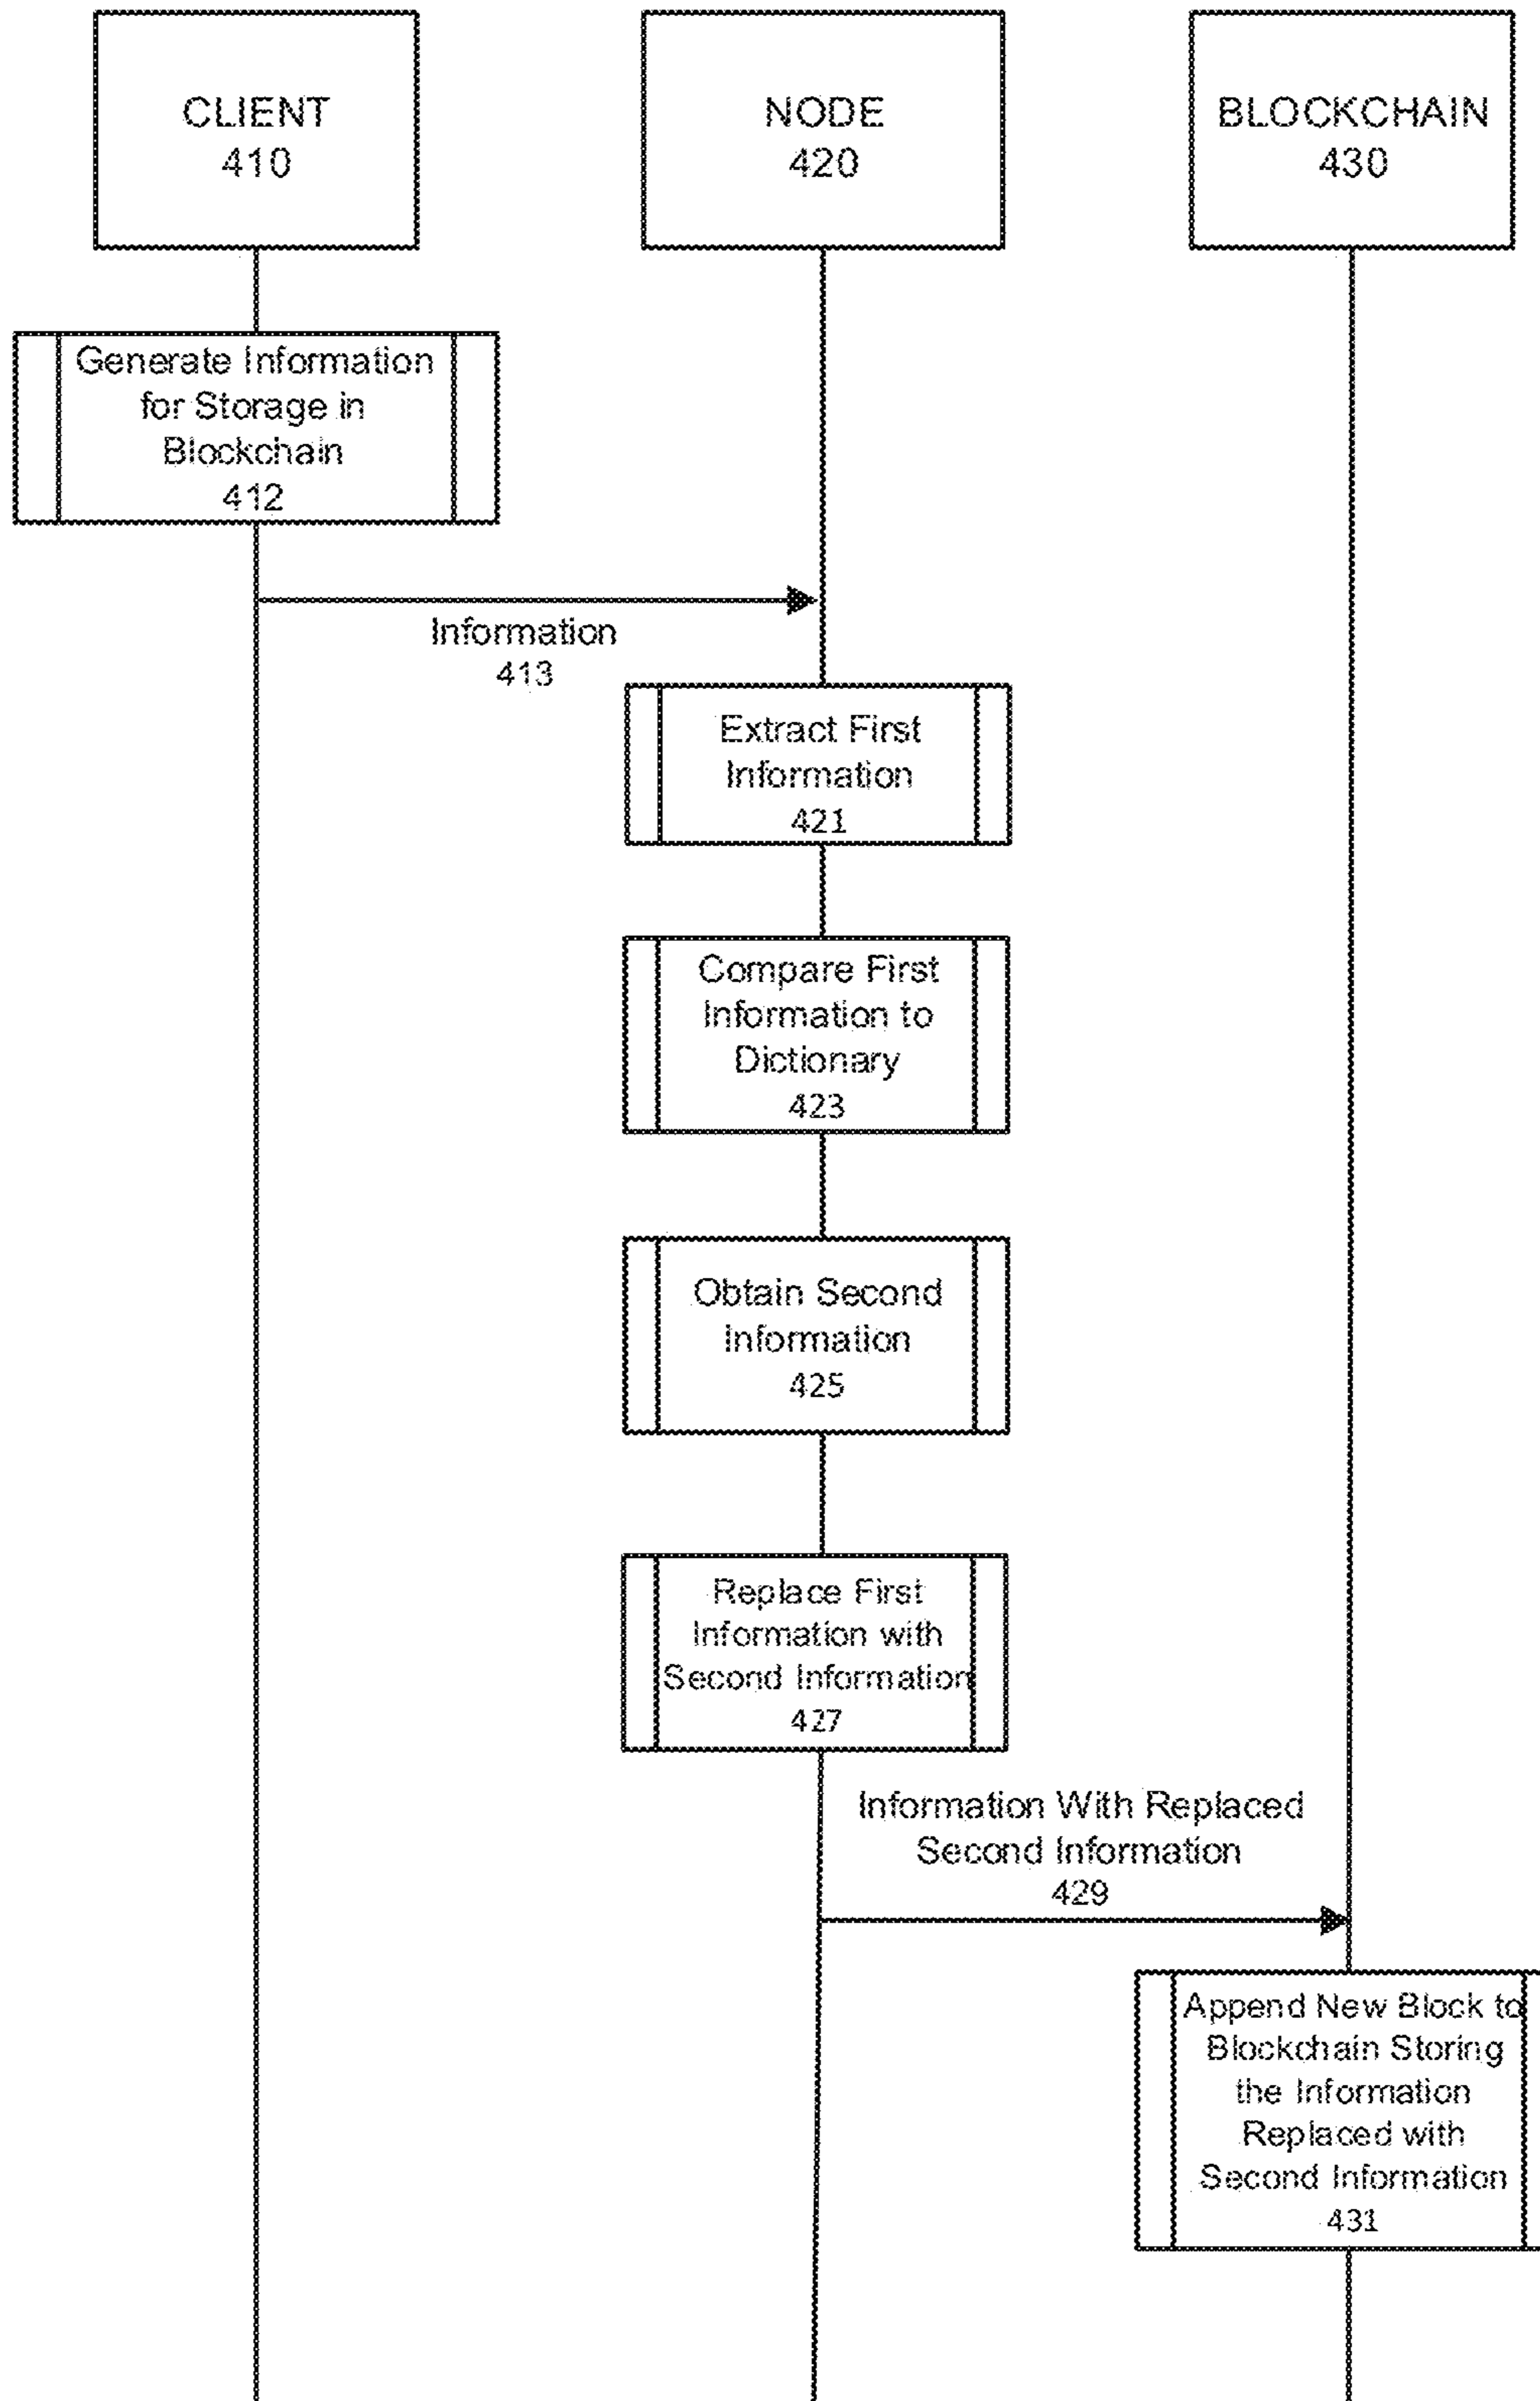 CLIENT
410
NODE
420
BLOCKCHAIN
430
Generate Information
for Storage in
Blockchain
412
Information
413
Extract First
Information
421
Compare First
Information to
Dictionary
423
Obtain Second
Information
425
Replace First
Information with
Second Information
427
Information With Replaced
Second Information
429
Append New Block to
Blockchain Storing
the Information
Replaced with
Second Information
431